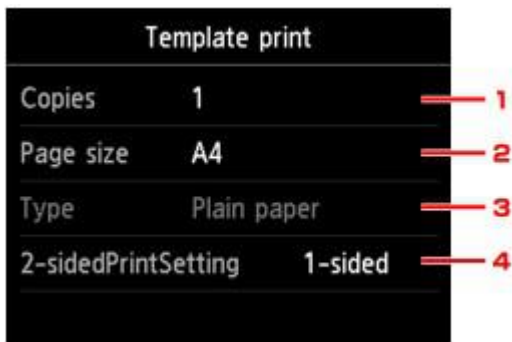 Template print
Copies 1 1
Page size A4 2
Type Plain paper 3
2-sidedPrintSetting 1-sided 4